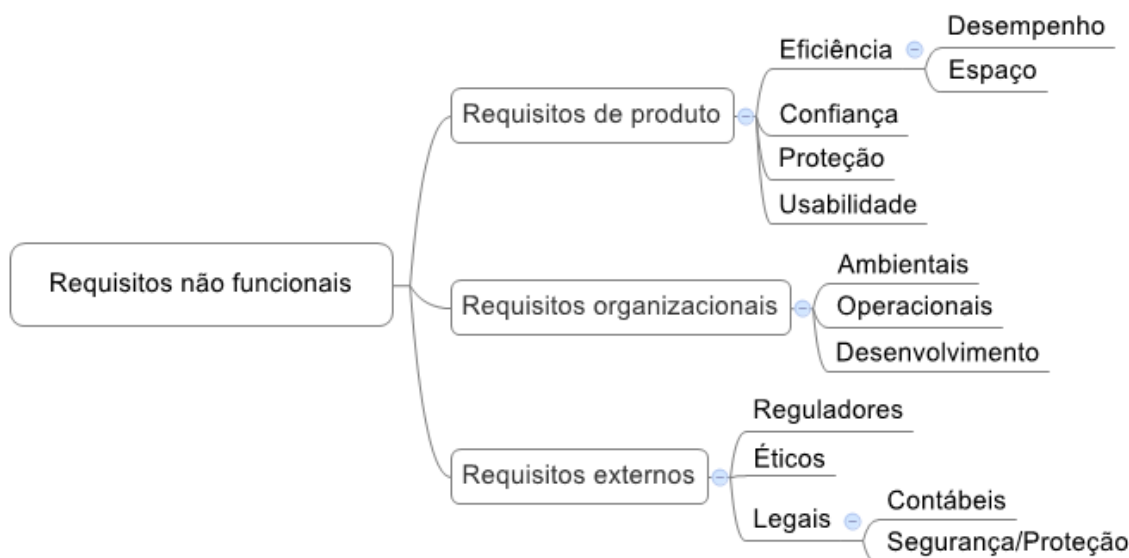 Requisitos não funcionais
Requisitos de produto
Eficiência
Desempenho
Espaço
Confiança
Proteção
Usabilidade
Requisitos organizacionais
Ambientais
Operacionais
Desenvolvimento
Requisitos externos
Reguladores
Éticos
Legais
Contábeis
Segurança/Proteção